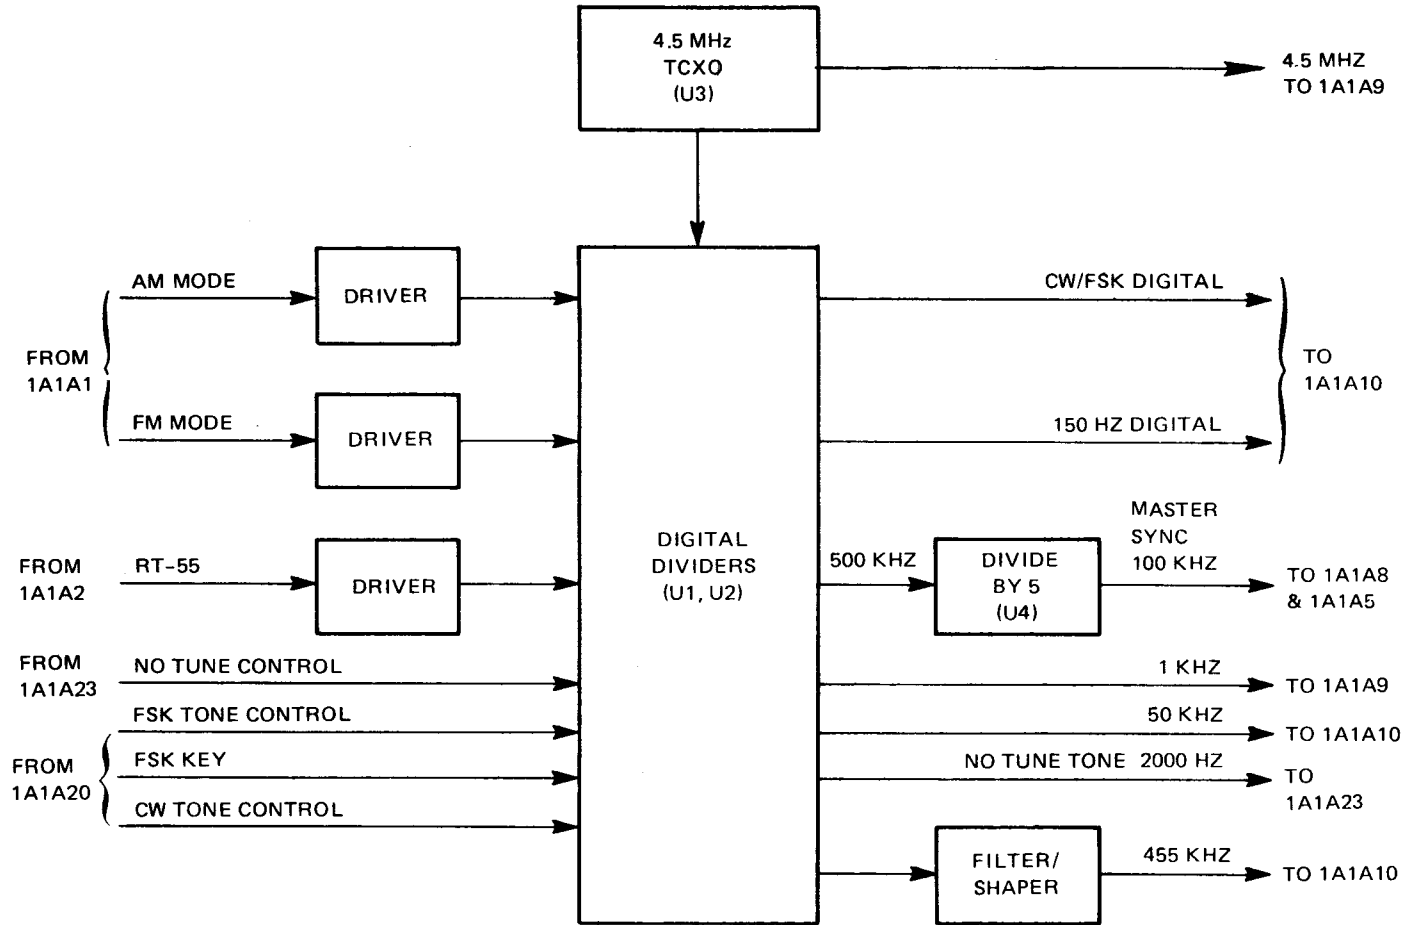 4.5 MHz
TCXO
(U3)
4.5 MHZ
TO 1A1A9
AM MODE
DRIVER
CW/FSK DIGITAL
FROM
1A1A1
TO
1A1A10
FM MODE
DRIVER
150 HZ DIGITAL
FROM
1A1A2
RT-55
DRIVER
DIGITAL
DIVIDERS
(U1, U2)
500 KHZ
DIVIDE
BY 5
(U4)
MASTER
SYNC
100 KHZ
TO 1A1A8
& 1A1A5
FROM
1A1A23
NO TUNE CONTROL
1 KHZ
TO 1A1A9
FSK TONE CONTROL
50 KHZ
TO 1A1A10
FROM
1A1A20
FSK KEY
NO TUNE TONE 2000 HZ
TO
1A1A23
CW TONE CONTROL
FILTER/
SHAPER
455 KHZ
TO 1A1A10